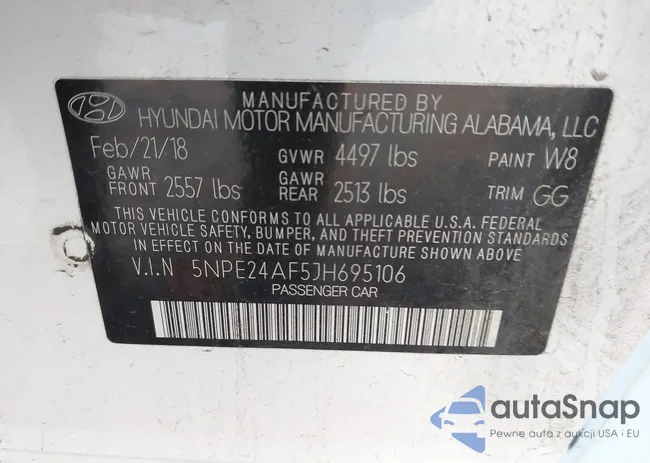 MANUFACTURED BY
HYUNDAI MOTOR MANUFACTURING ALABAMA, LLC
Feb/21/18 GVWR 4497 lbs PAINT W8
GAWR FRONT 2557 lbs GAWR REAR 2513 lbs TRIM GG
THIS VEHICLE CONFORMS TO ALL APPLICABLE U.S.A. FEDERAL
MOTOR VEHICLE SAFETY, BUMPER, AND THEFT PREVENTION STANDARDS
IN EFFECT ON THE DATE OF MANUFACTURE SHOWN ABOVE
V.I.N 5NPE24AF5JH695106
PASSENGER CAR
autaSnap
Pewne auta z aukcji USA i EU